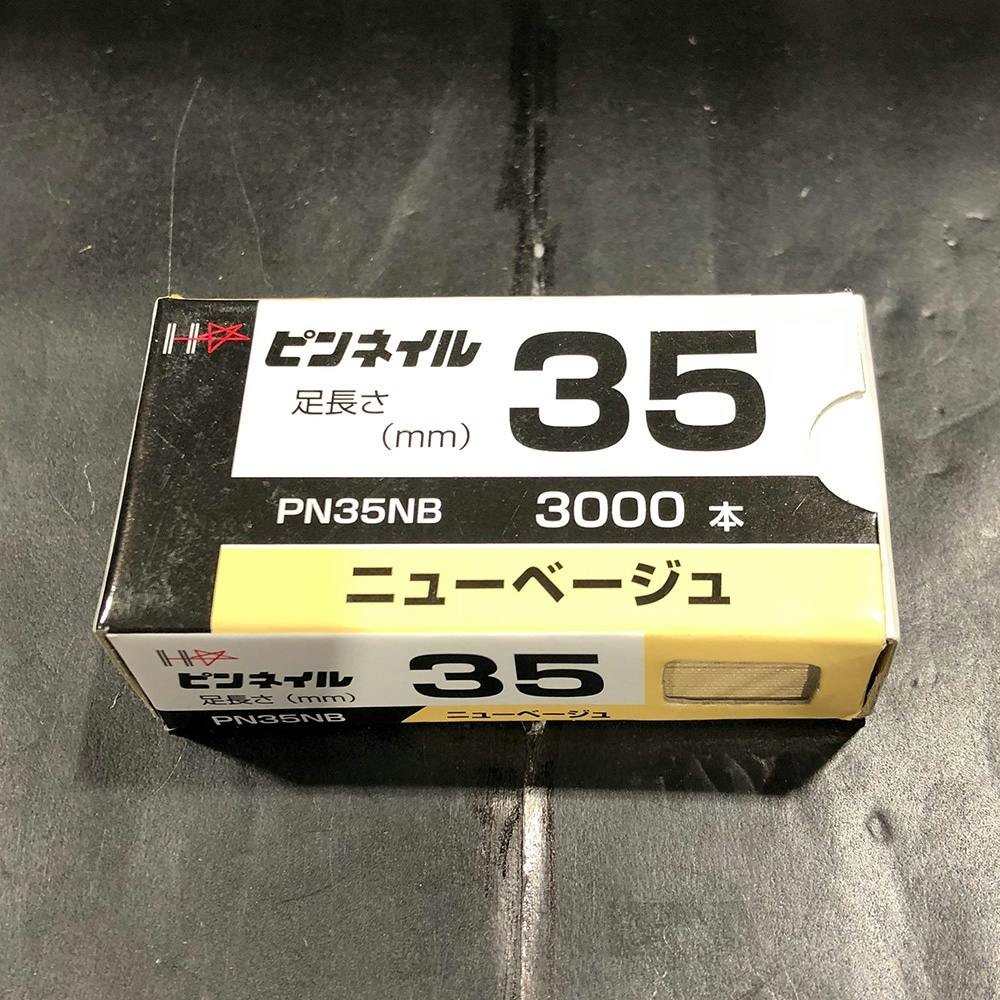 H☆
ピンネイル
35
足長さ
(mm)
PN35NB 3000 本
ニューベージュ
H☆
ピンネイル
35
足長さ (mm)
PN35NB
ニューベージュ